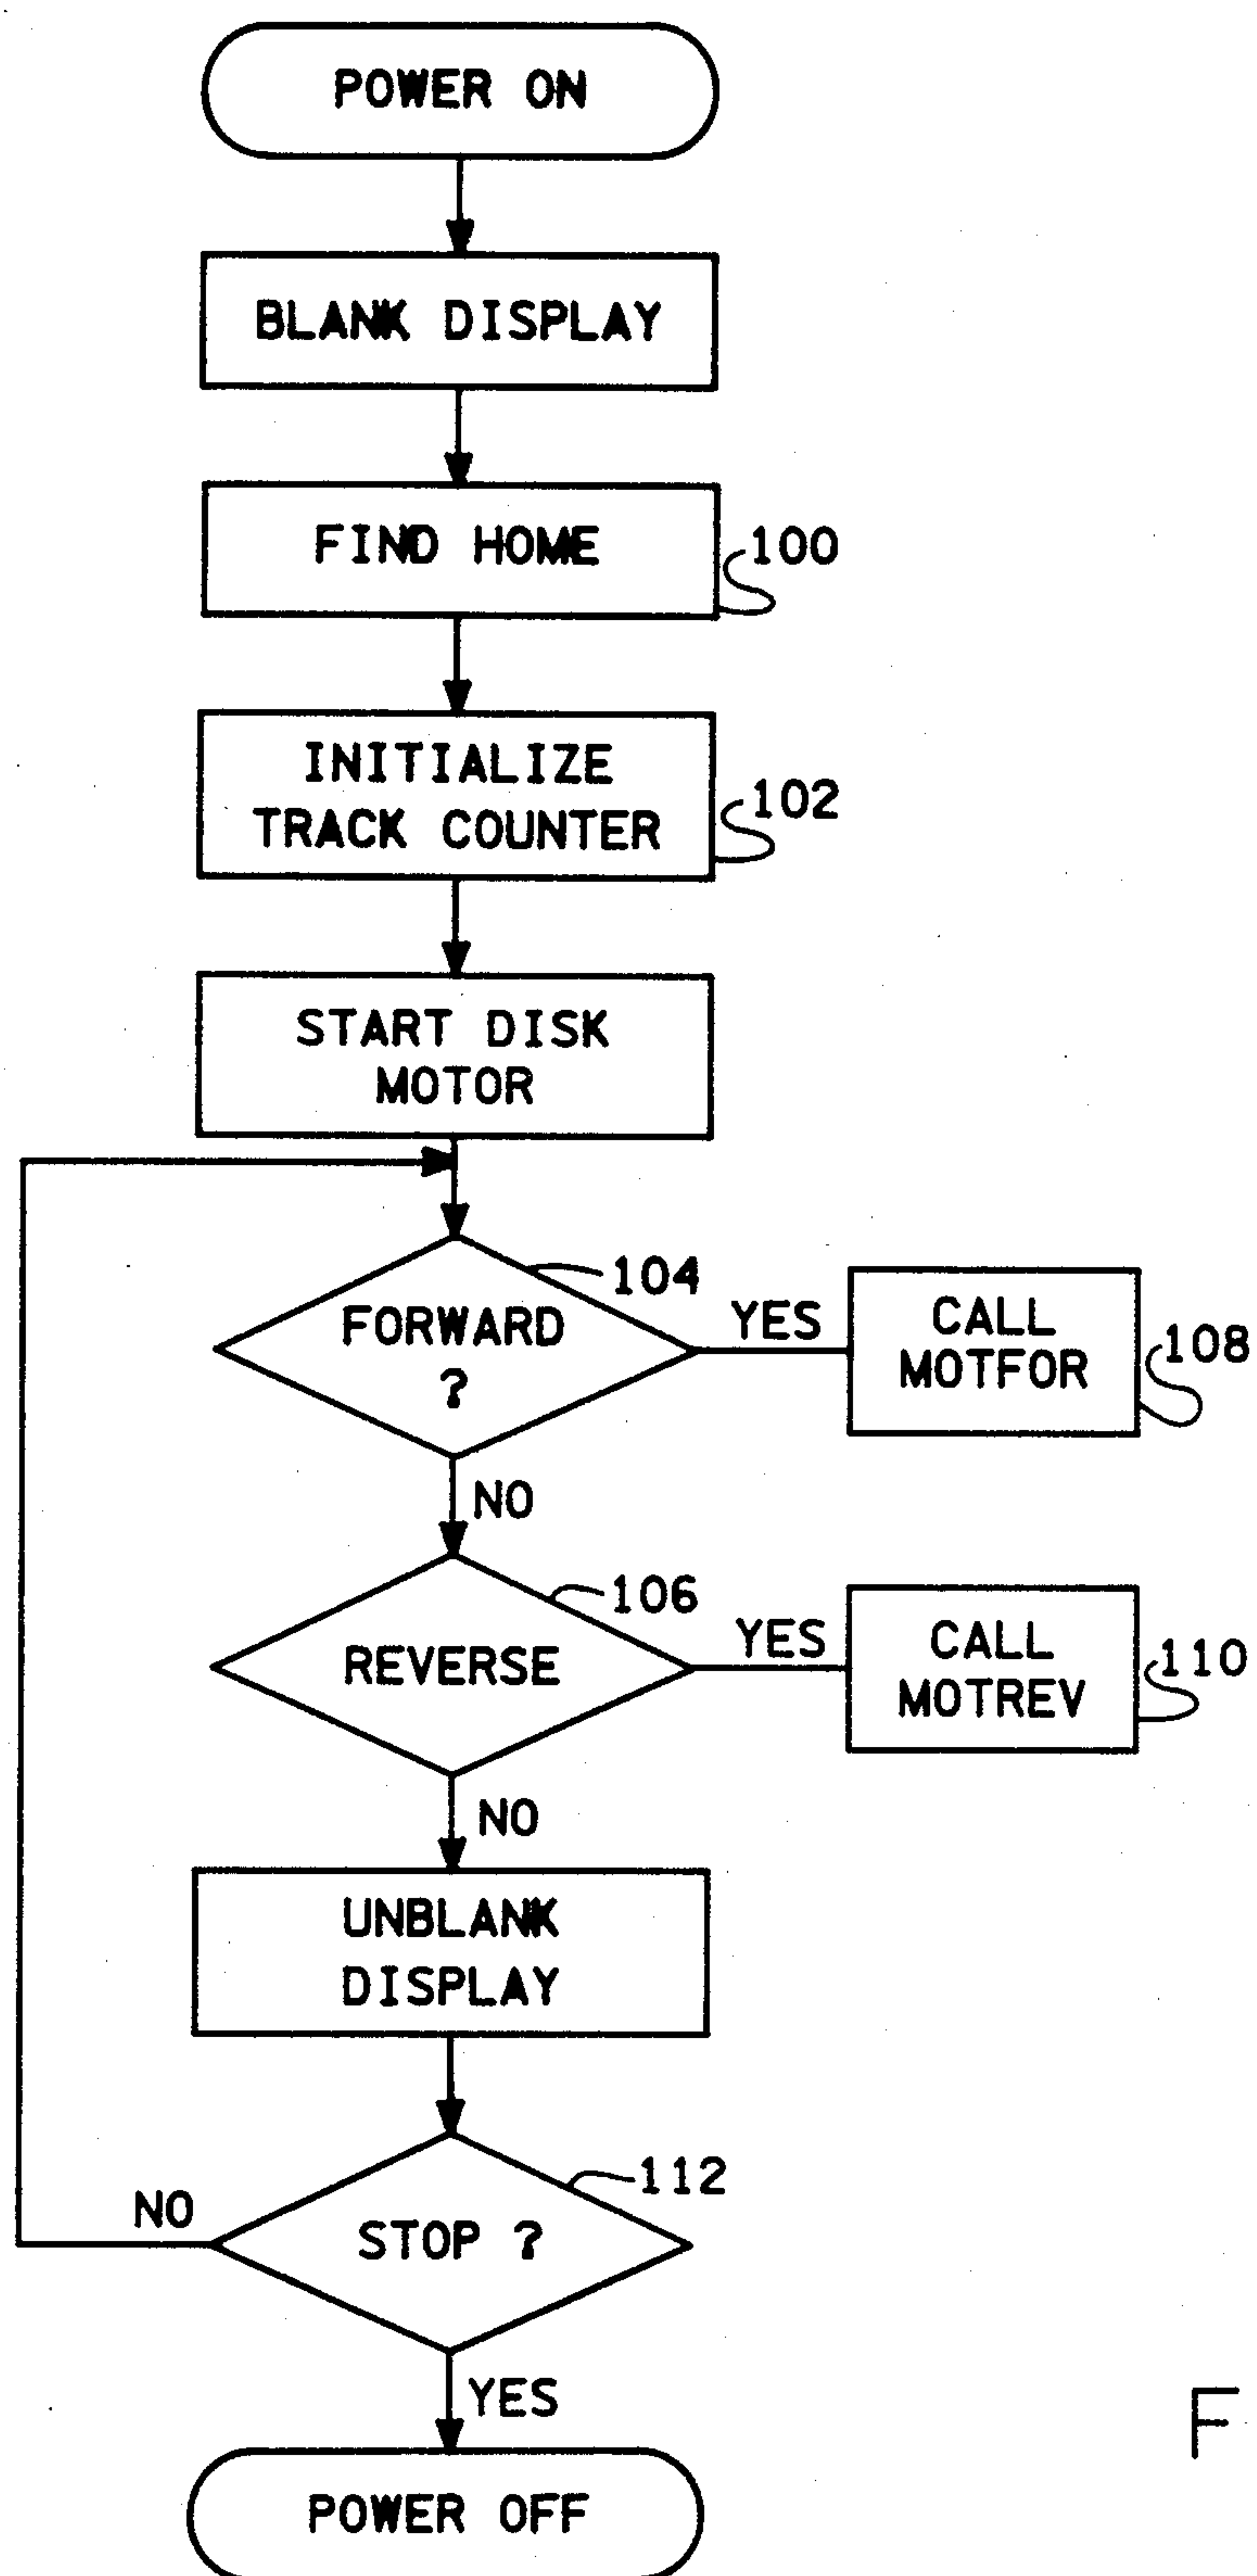 POWER ON
BLANK DISPLAY
FIND HOME
100
INITIALIZE
TRACK COUNTER
102
START DISK
MOTOR
104
FORWARD
?
YES
CALL
MOTFOR
108
NO
106
REVERSE
YES
CALL
MOTREV
110
NO
UNBLANK
DISPLAY
112
NO
STOP ?
YES
F
POWER OFF